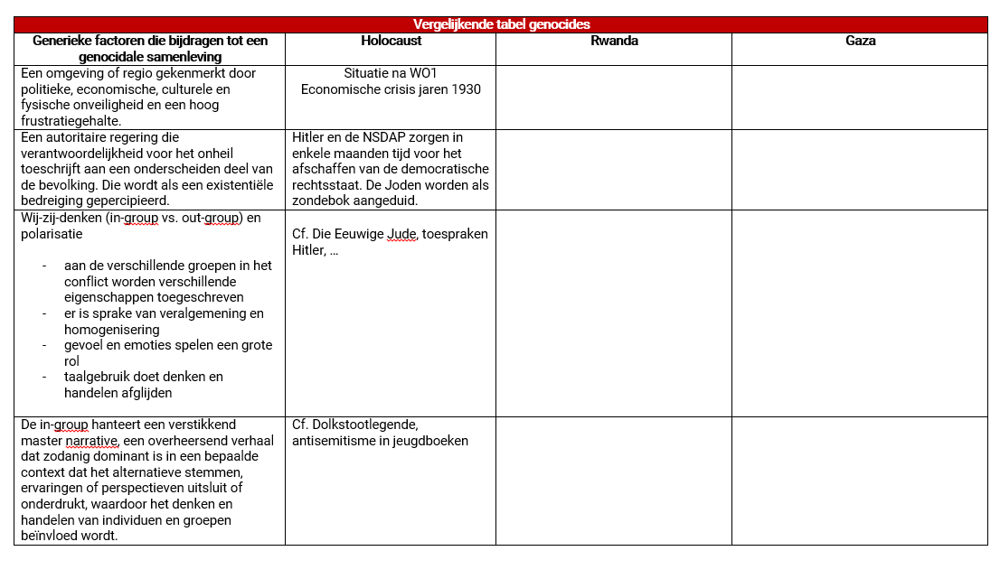 Vergelijkende tabel genocides
Generieke factoren die bijdragen tot een
genocidale samenleving
Holocaust
Rwanda
Gaza
Een omgeving of regio gekenmerkt door
politieke, economische, culturele en
fysische onveiligheid en een hoog
frustratiegehalte.
Situatie na WO1
Economische crisis jaren 1930
Een autoritaire regering die
verantwoordelijkheid voor het onheil
toeschrijft aan een onderscheiden deel van
de bevolking. Die wordt als een existentiële
bedreiging gepercipieerd.
Hitler en de NSDAP zorgen in
enkele maanden tijd voor het
afschaffen van de democratische
rechtsstaat. De Joden worden als
zondebok aangeduid.
Wij-zij-denken (in-group vs. out-group) en
polarisatie
- aan de verschillende groepen in het
conflict worden verschillende
eigenschappen toegeschreven
- er is sprake van veralgemening en
homogenisering
- gevoel en emoties spelen een grote
rol
- taalgebruik doet denken en
handelen afglijden
Cf. Die Eeuwige Jude, toespraken
Hitler, …
De in-group hanteert een verstikkend
master narrative, een overheersend verhaal
dat zodanig dominant is in een bepaalde
context dat het alternatieve stemmen,
ervaringen of perspectieven uitsluit of
onderdrukt, waardoor het denken en
handelen van individuen en groepen
beïnvloed wordt.
Cf. Dolkstootlegende,
antisemitisme in jeugdboeken